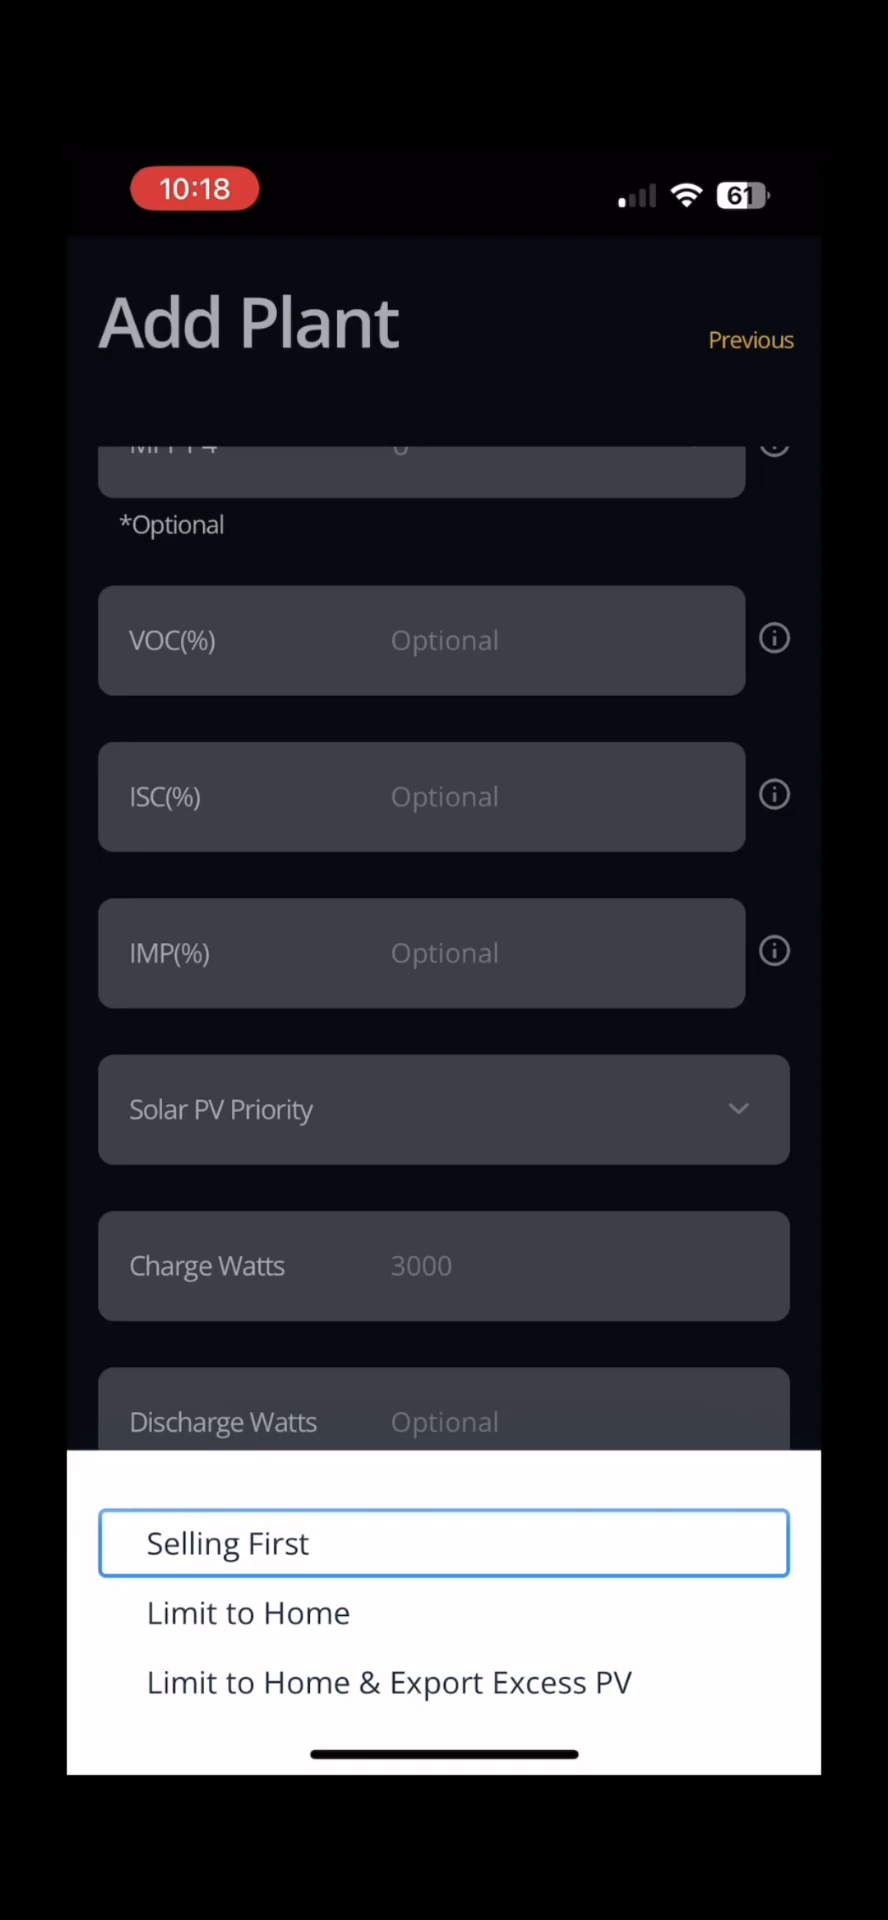 10:18
61
Add Plant
Previous
*Optional
VOC(%) Optional
ISC(%) Optional
IMP(%) Optional
Solar PV Priority
Charge Watts 3000
Discharge Watts Optional
Selling First
Limit to Home
Limit to Home & Export Excess PV